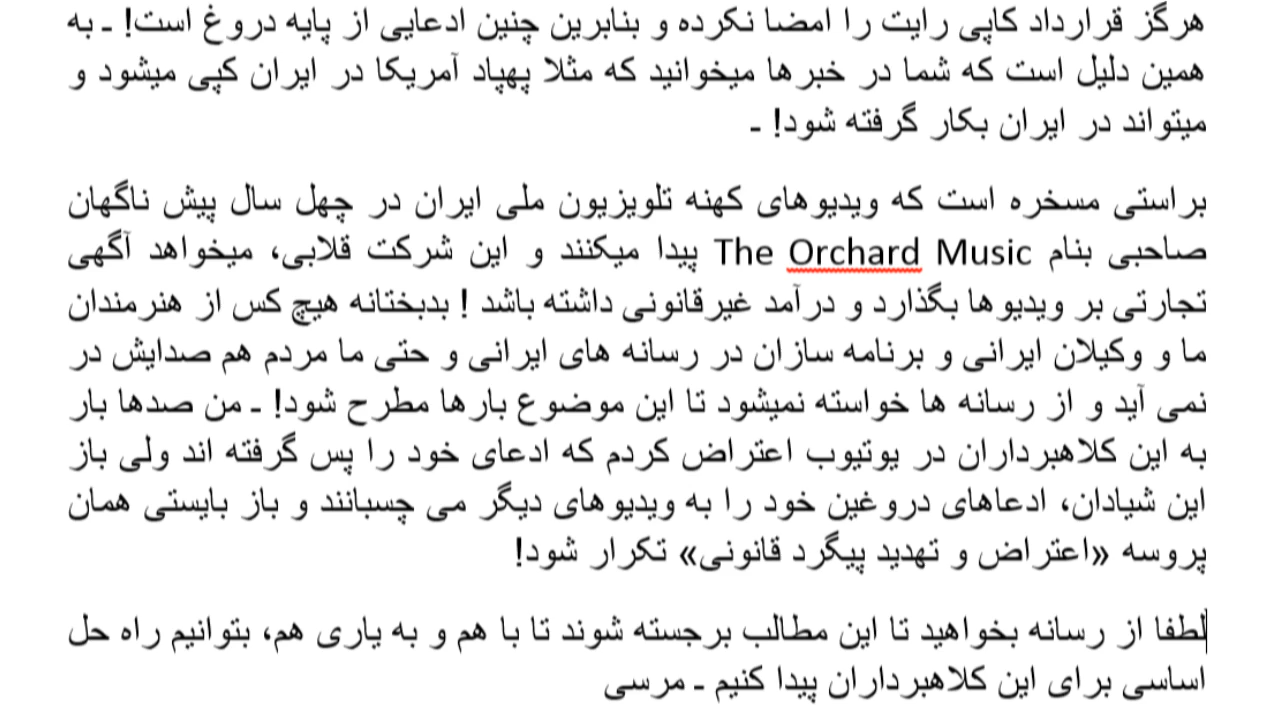 هرگز قرارداد کاپی رایت را امضا نکرده و بنابرین چنین ادعایی از پایه دروغ است! ـ به
همین دلیل است که شما در خبرها میخوانید که مثلا پهپاد آمریکا در ایران کپی میشود و
میتواند در ایران بکار گرفته شود! ـ
براستی مسخره است که ویدیوهای کهنه تلویزیون ملی ایران در چهل سال پیش ناگهان
صاحبی بنام The Orchard Music پیدا میکنند و این شرکت قلابی، میخواهد آگهی
تجارتی بر ویدیوها بگذارد و درآمد غیرقانونی داشته باشد ! بدبختانه هیچ کس از هنرمندان
ما و وکیلان ایرانی و برنامه سازان در رسانه های ایرانی و حتی ما مردم هم صدایش در
نمی آید و از رسانه ها خواسته نمیشود تا این موضوع بارها مطرح شود! ـ من صدها بار
به این کلاهبرداران در یوتیوب اعتراض کردم که ادعای خود را پس گرفته اند ولی باز
این شیادان، ادعاهای دروغین خود را به ویدیوهای دیگر می چسبانند و باز بایستی همان
پروسه «اعتراض و تهدید پیگرد قانونی» تکرار شود!
لطفا از رسانه بخواهید تا این مطالب برجسته شوند تا با هم و به یاری هم، بتوانیم راه حل
اساسی برای این کلاهبرداران پیدا کنیم ـ مرسی